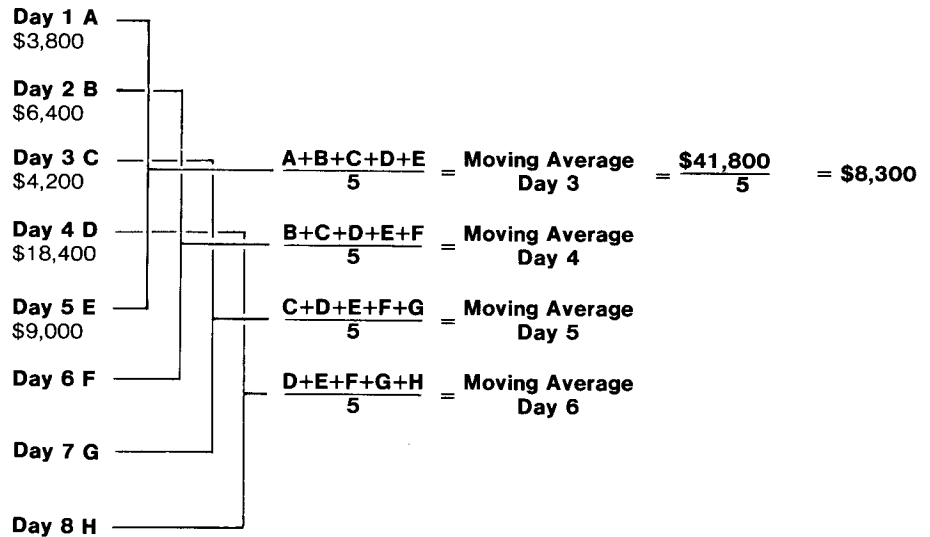 Day 1 A
$3,800
Day 2 B
$6,400
Day 3 C
$4,200
A+B+C+D+E
5
= Moving Average
Day 3
= $41,800
5
= $8,300
Day 4 D
$18,400
B+C+D+E+F
5
= Moving Average
Day 4
Day 5 E
$9,000
C+D+E+F+G
5
= Moving Average
Day 5
Day 6 F
D+E+F+G+H
5
= Moving Average
Day 6
Day 7 G
Day 8 H